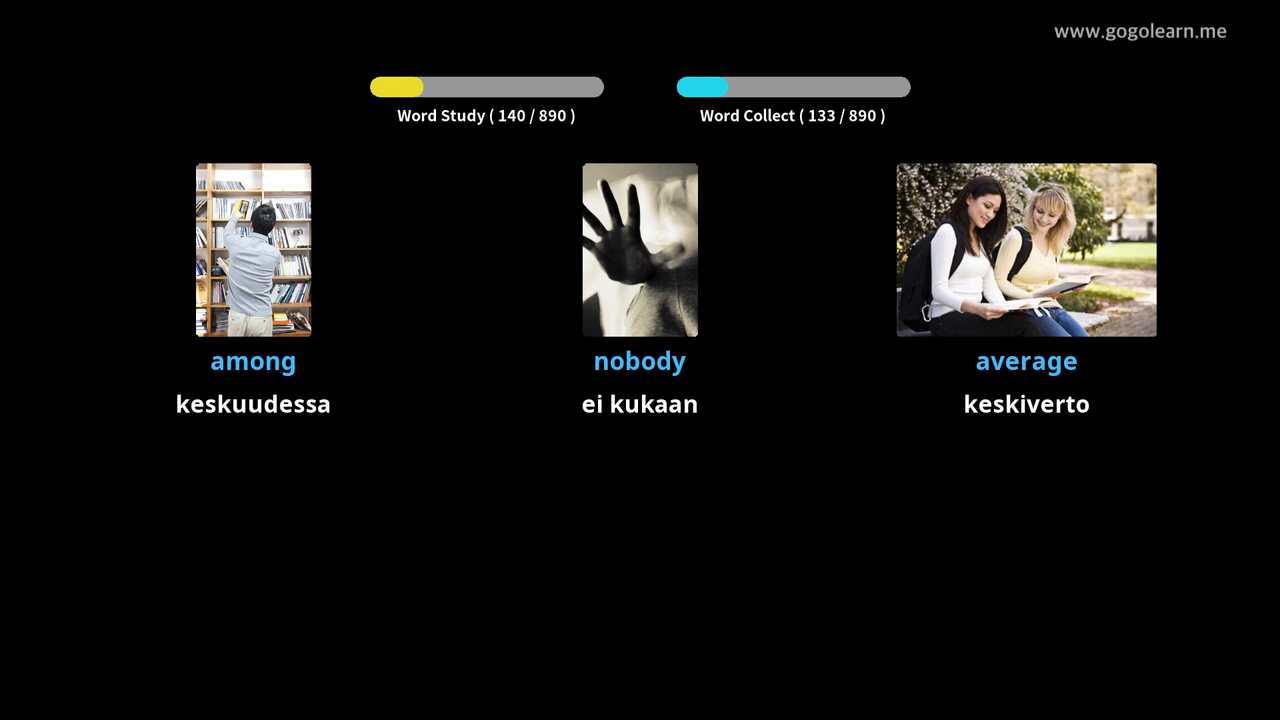 www.gogolearn.me
Word Study ( 140 / 890 )
Word Collect ( 133 / 890 )
among
nobody
average
keskuudessa
ei kukaan
keskiverto